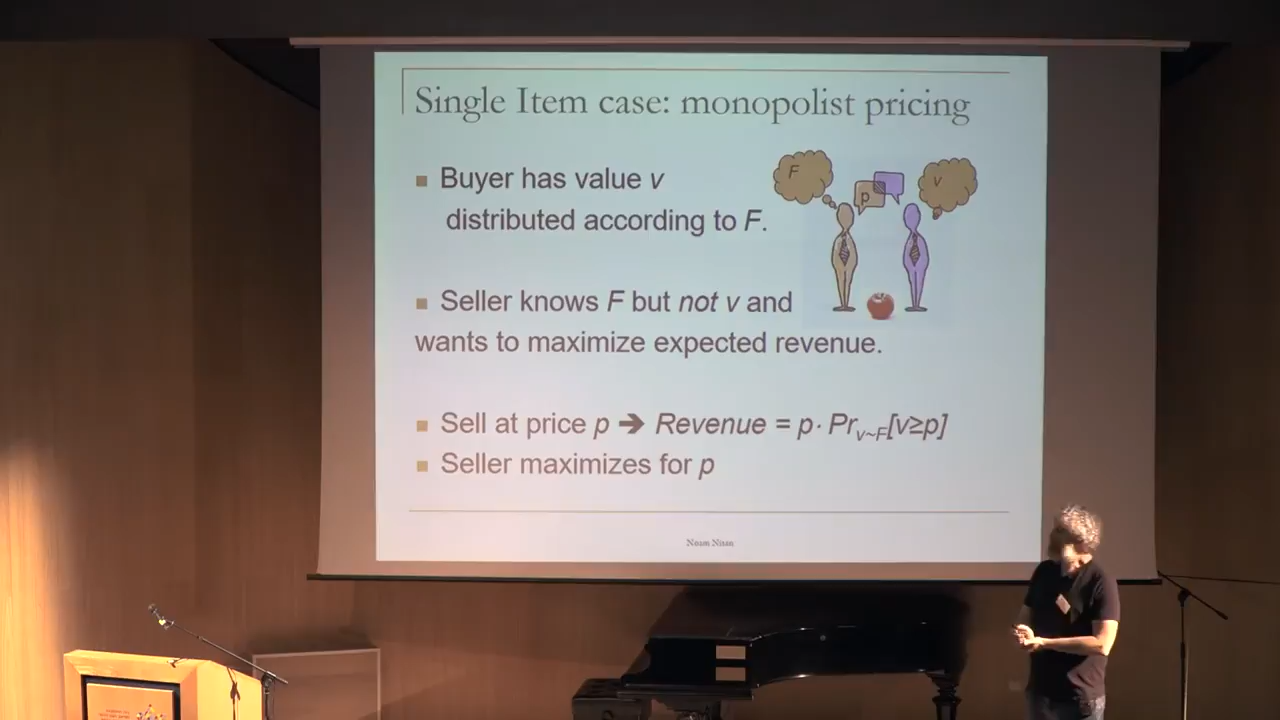 Single Item case: monopolist pricing
F
p
v
■ Buyer has value v
distributed according to F.
■ Seller knows F but not v and
wants to maximize expected revenue.
■ Sell at price p ➔ Revenue = p· Pr_{v~F}[v≥p]
■ Seller maximizes for p
Noam Nisan